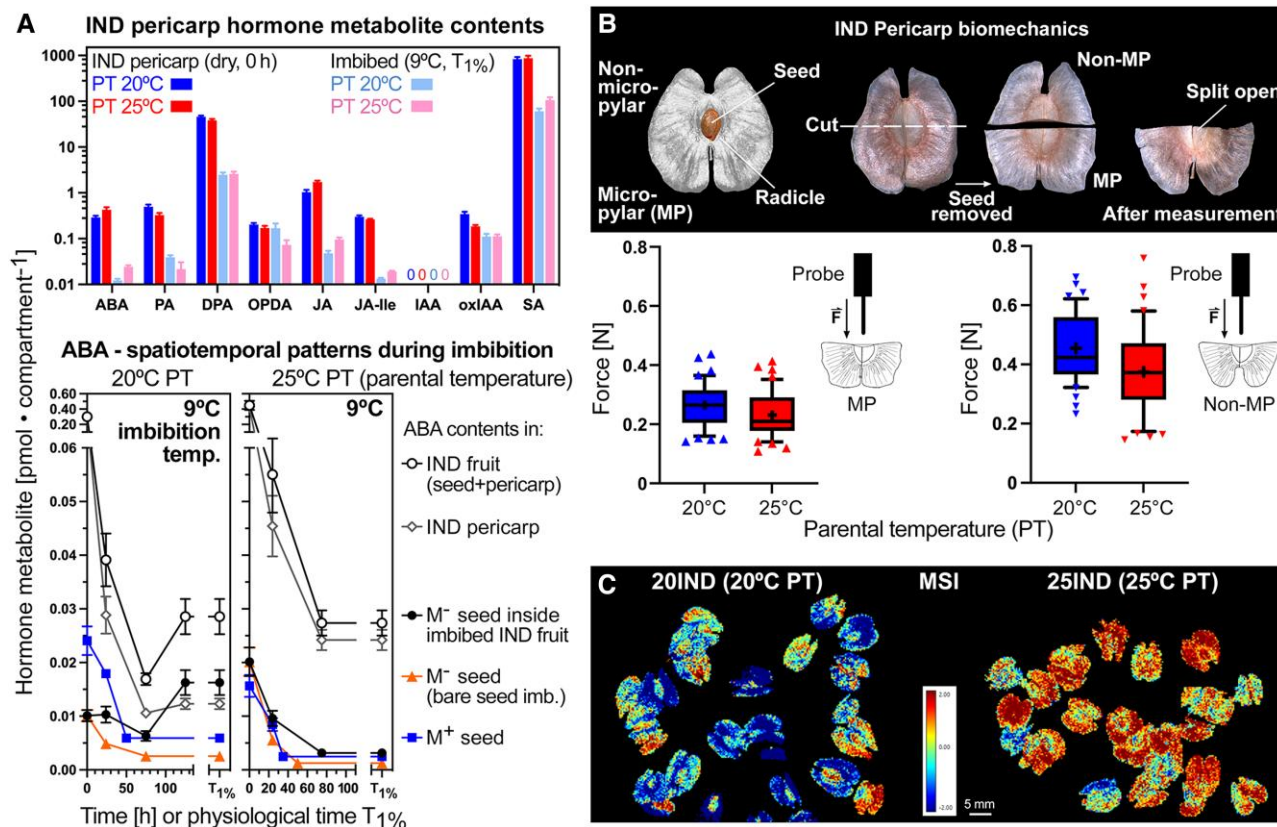 A
IND pericarp hormone metabolite contents
1000
100
10
1
0.1
0.01
IND pericarp (dry, 0 h)
PT 20ºC
PT 25ºC
Imbibed (9ºC, T1%)
PT 20ºC
PT 25ºC
0 0 0 0
ABA PA DPA OPDA JA JA-Ile IAA oxIAA SA
Hormone metabolite [pmol • compartment⁻¹]
ABA - spatiotemporal patterns during imbibition
20ºC PT
25ºC PT (parental temperature)
0.60
0.40
0.20
0.06
0.05
0.04
0.03
0.02
0.01
0.00
9ºC
imbibition
temp.
9ºC
ABA contents in:
IND fruit
(seed+pericarp)
IND pericarp
M⁻ seed inside
imbibed IND fruit
M⁻ seed
(bare seed imb.)
M⁺ seed
0 50 100 T1%
0 20 40 60 80 100 T1%
Time [h] or physiological time T1%
B
IND Pericarp biomechanics
Non-
micro-
pylar
Seed
Micro-
pylar (MP)
Radicle
Cut
Seed
removed
Non-MP
MP
Split open
After measurement
Force [N]
0.8
0.6
0.4
0.2
0
Probe
F
MP
20°C 25°C
Force [N]
0.8
0.6
0.4
0.2
0
Probe
F
Non-MP
20°C 25°C
Parental temperature (PT)
C
20IND (20ºC PT)
MSI
25IND (25ºC PT)
2.00
0.00
-2.00
5 mm